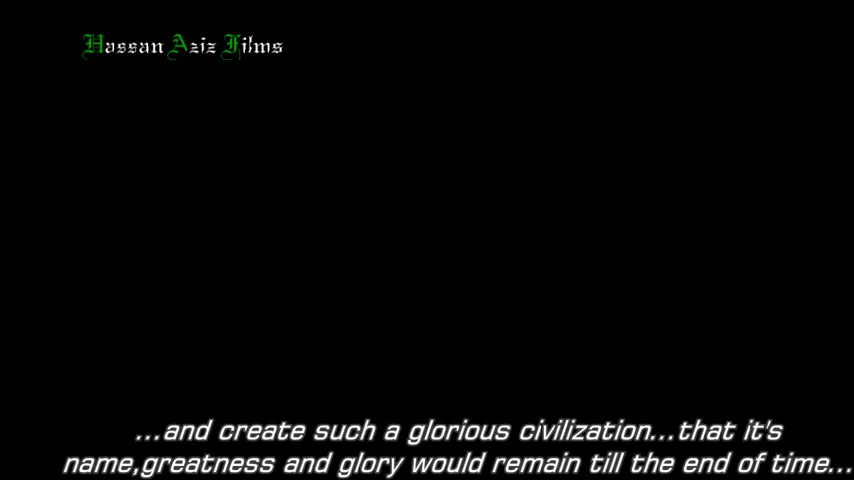 Hassan Aziz Films
...and create such a glorious civilization...that it's
name,greatness and glory would remain till the end of time...